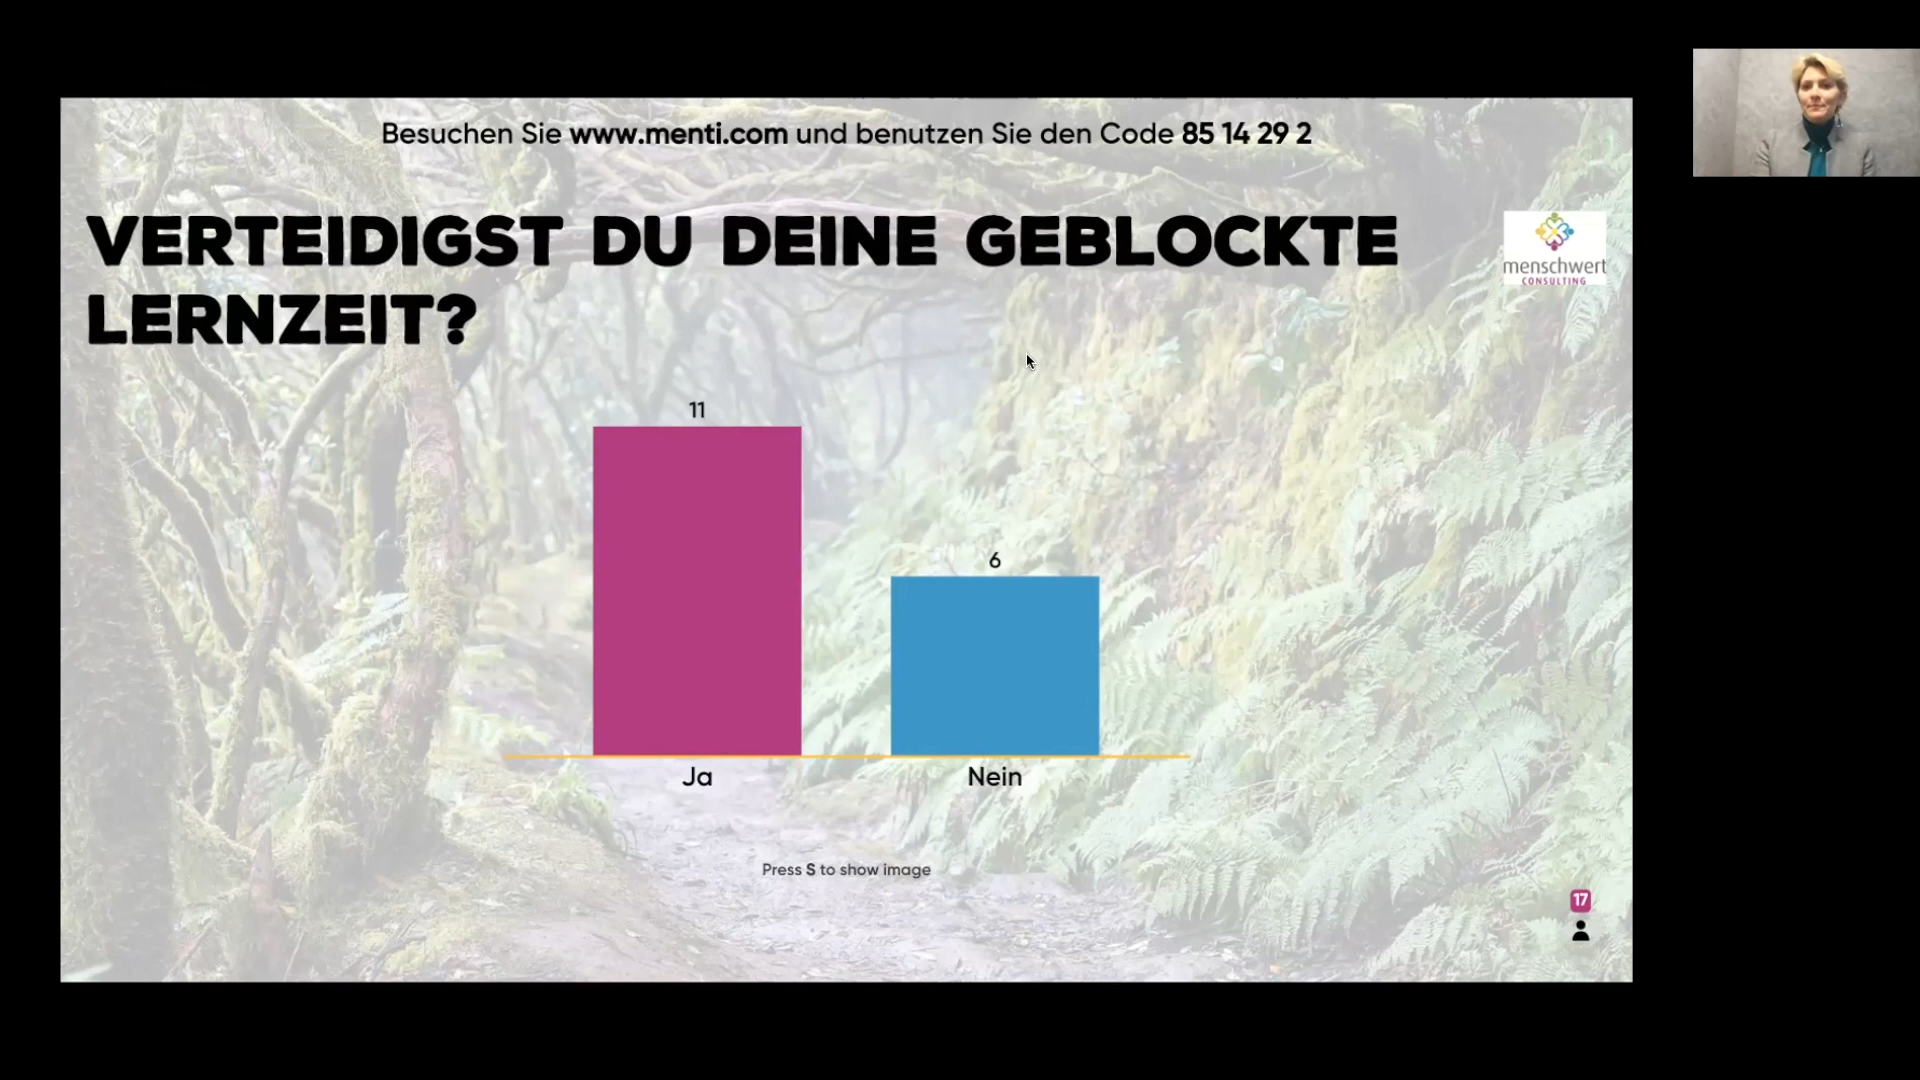 Besuchen Sie www.menti.com und benutzen Sie den Code 85 14 29 2
VERTEIDIGST DU DEINE GEBLOCKTE
LERNZEIT?
menschwert
CONSULTING
11
6
Ja
Nein
Press S to show image
17